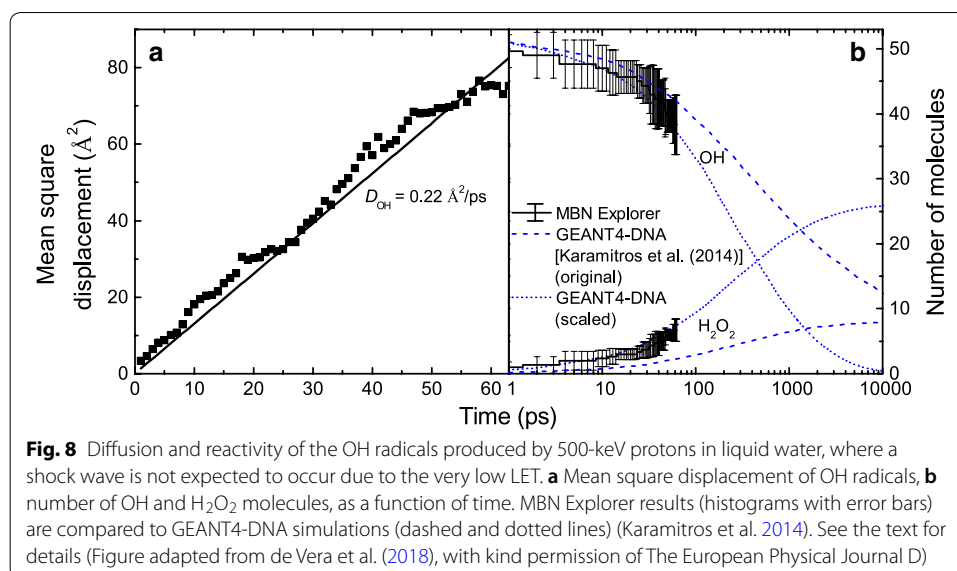 a
b
80
60
40
20
0
Mean square
displacement (Å²)
D_OH = 0.22 Å²/ps
0
10
20
30
40
50
60
1
10
100
1000
10000
Time (ps)
OH
MBN Explorer
GEANT4-DNA
[Karamitros et al. (2014)]
(original)
GEANT4-DNA
(scaled)
H₂O₂
50
40
30
20
10
0
Number of molecules
Fig. 8 Diffusion and reactivity of the OH radicals produced by 500-keV protons in liquid water, where a
shock wave is not expected to occur due to the very low LET. a Mean square displacement of OH radicals, b
number of OH and H₂O₂ molecules, as a function of time. MBN Explorer results (histograms with error bars)
are compared to GEANT4-DNA simulations (dashed and dotted lines) (Karamitros et al. 2014). See the text for
details (Figure adapted from de Vera et al. (2018), with kind permission of The European Physical Journal D)